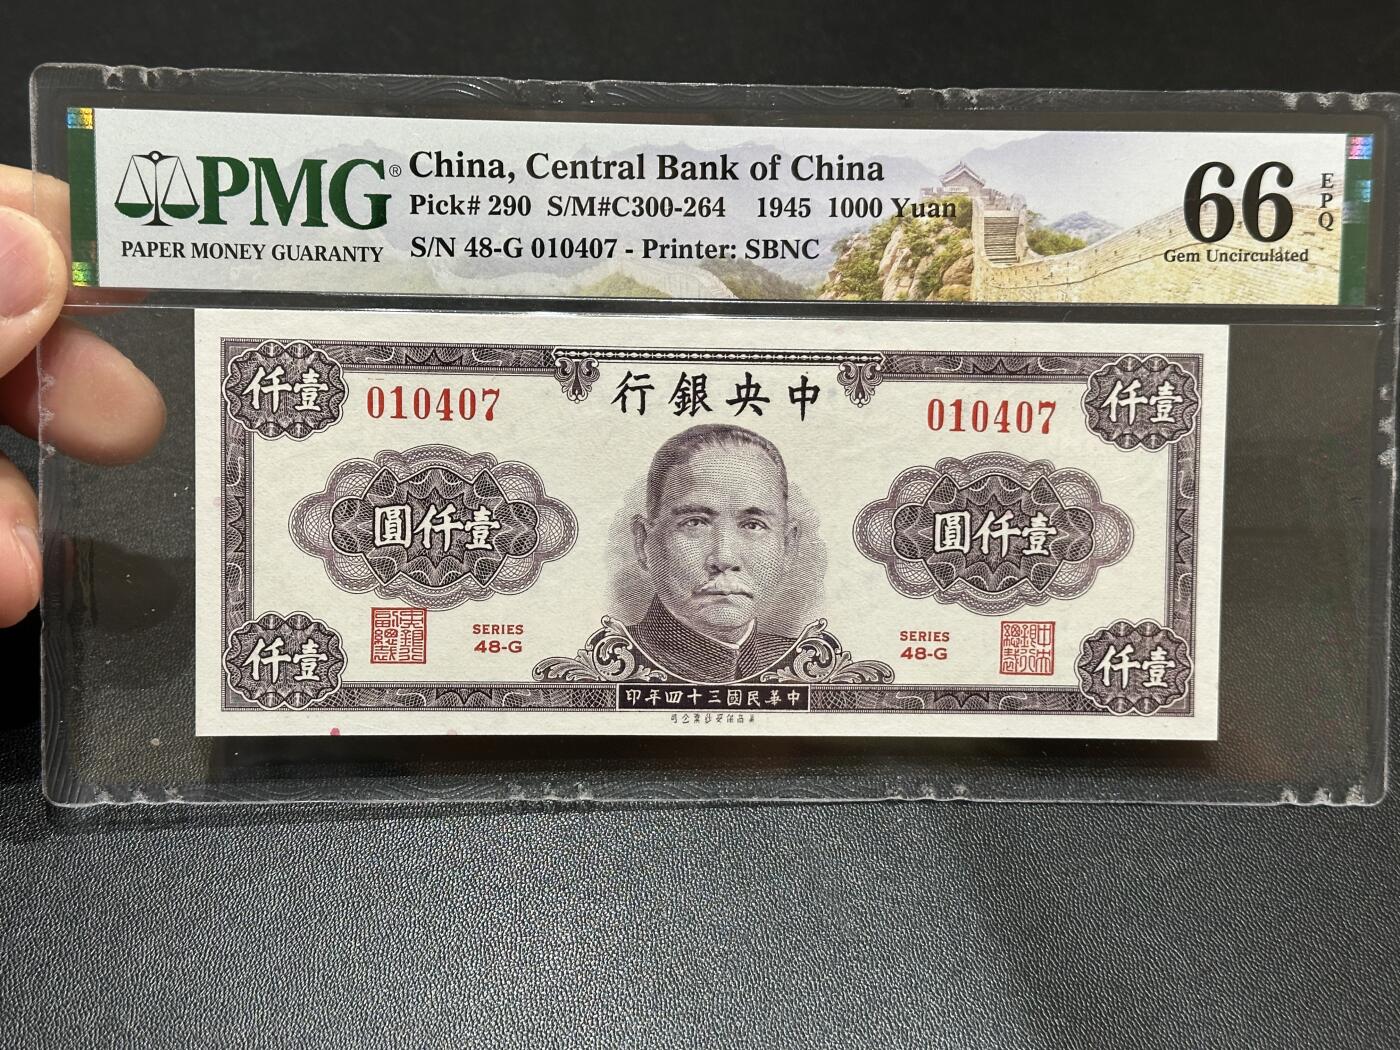 PMG®
PAPER MONEY GUARANTY
China, Central Bank of China
Pick# 290 S/M#C300-264 1945 1000 Yuan
S/N 48-G 010407 - Printer: SBNC
66
EPQ
Gem Uncirculated
行銀央中
仟壹
仟壹
010407
010407
圓仟壹
圓仟壹
SERIES
48-G
SERIES
48-G
仟壹
仟壹
印年四十三國民華中